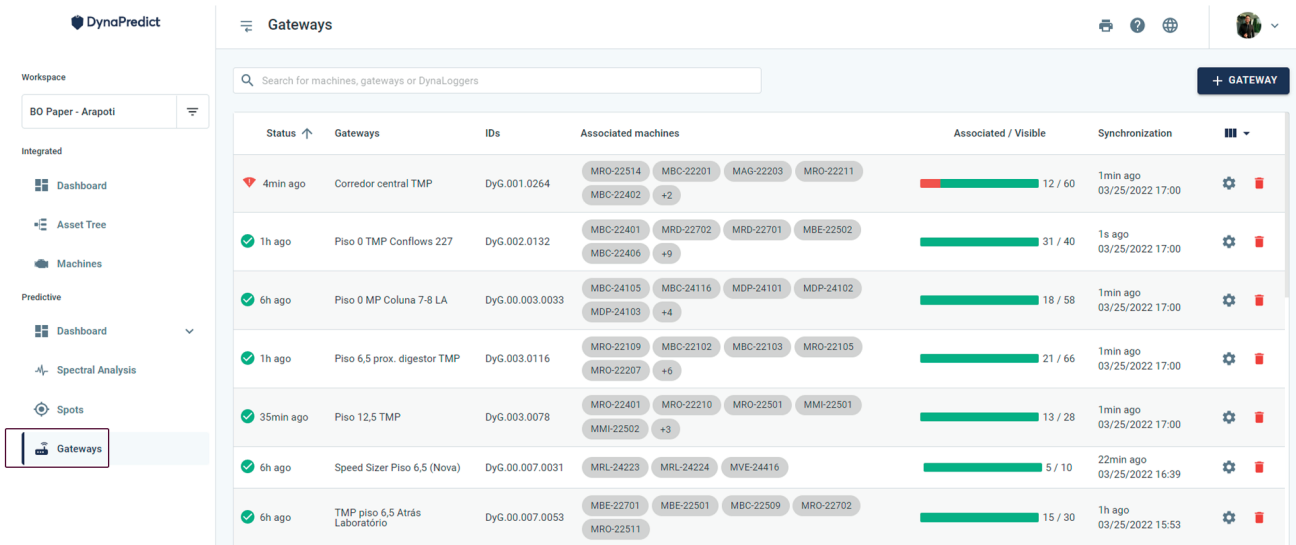 DynaPredict
Gateways
Workspace
BO Paper - Arapoti
Integrated
Dashboard
Asset Tree
Machines
Predictive
Dashboard
Spectral Analysis
Spots
Gateways
Search for machines, gateways or DynaLoggers
+ GATEWAY
Status Gateways IDs Associated machines Associated / Visible Synchronization
MRO-22514 MBC-22201 MAG-22203 MRO-22211
4min ago Corredor central TMP DyG.001.0264 12 / 60
MBC-22402 +2
1min ago
03/25/2022 17:00
MBC-22401 MRD-22702 MRD-22701 MBE-22502
1h ago Piso 0 TMP Conflows 227 DyG.002.0132 31 / 40
MBC-22406 +9
1s ago
03/25/2022 17:00
MBC-24105 MBC-24116 MDP-24101 MDP-24102
6h ago Piso 0 MP Coluna 7-8 LA DyG.00.003.0033 18 / 58
MDP-24103 +4
1min ago
03/25/2022 17:00
MRO-22109 MBC-22102 MBC-22103 MRO-22105
1h ago Piso 6,5 prox. digestor TMP DyG.003.0116 21 / 66
MRO-22207 +6
1min ago
03/25/2022 17:00
MRO-22401 MRO-22210 MRO-22501 MMI-22501
35min ago Piso 12,5 TMP DyG.003.0078 13 / 28
MMI-22502 +3
1min ago
03/25/2022 17:00
6h ago Speed Sizer Piso 6,5 (Nova) DyG.00.007.0031 MRL-24223 MRL-24224 MVE-24416 5 / 10
22min ago
03/25/2022 16:39
MBE-22701 MBE-22501 MBC-22509 MRO-22702
6h ago TMP piso 6,5 Atrás
Laboratório
DyG.00.007.0053 15 / 30
MRO-22511
1h ago
03/25/2022 15:53